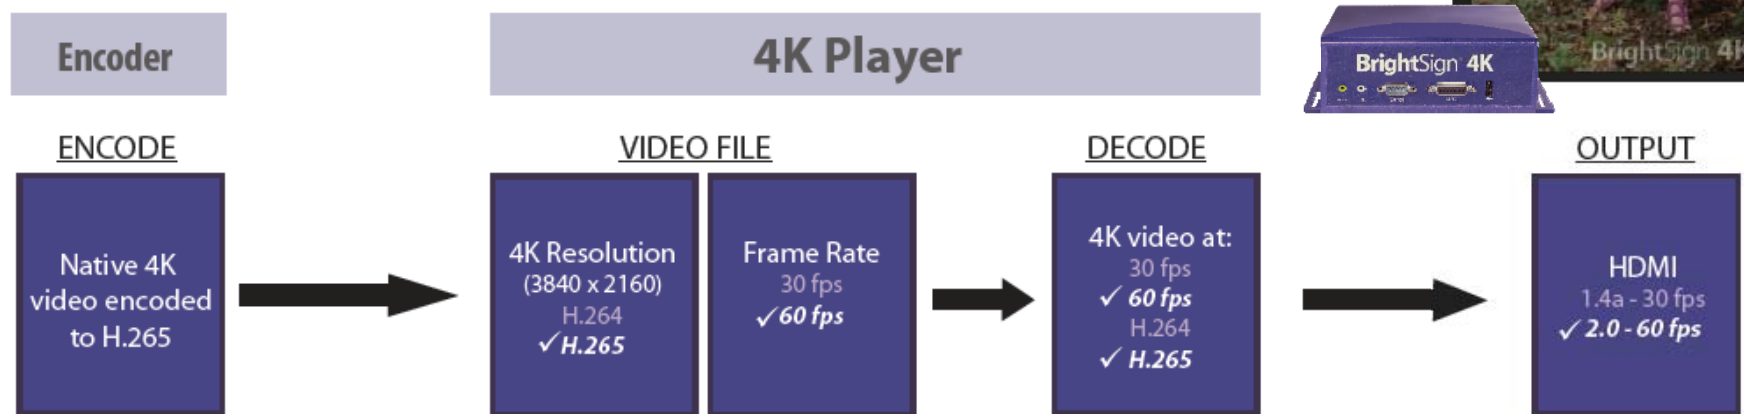 Encoder
4K Player
BrightSign 4K
BrightSign 4K
ENCODE
Native 4K
video encoded
to H.265
VIDEO FILE
4K Resolution
(3840 x 2160)
H.264
✓ H.265
Frame Rate
30 fps
✓ 60 fps
DECODE
4K video at:
30 fps
✓ 60 fps
H.264
✓ H.265
OUTPUT
HDMI
1.4a - 30 fps
✓ 2.0 - 60 fps